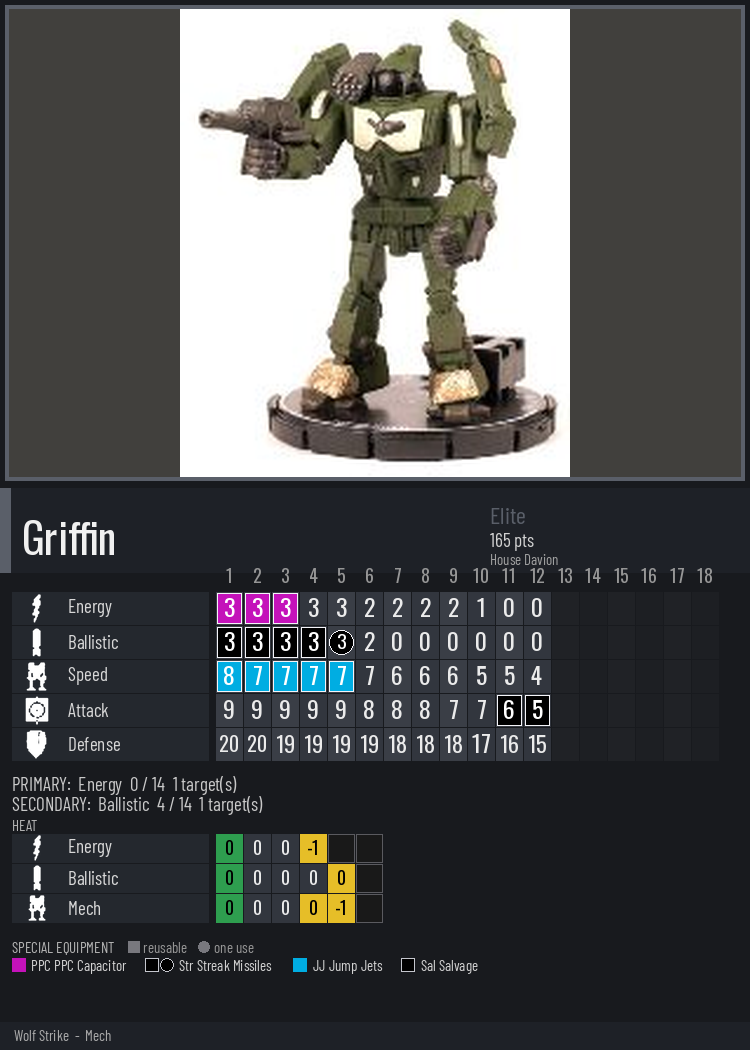 Griffin
Elite
165 pts
House Davion
1 2 3 4 5 6 7 8 9 10 11 12 13 14 15 16 17 18
Energy 3 3 3 3 3 2 2 2 2 1 0 0
Ballistic 3 3 3 3 3 2 0 0 0 0 0 0
Speed 8 7 7 7 7 7 6 6 6 5 5 4
Attack 9 9 9 9 9 8 8 8 7 7 6 5
Defense 20 20 19 19 19 19 18 18 18 17 16 15
PRIMARY: Energy 0 / 14 1 target(s)
SECONDARY: Ballistic 4 / 14 1 target(s)
HEAT
Energy 0 0 0 -1
Ballistic 0 0 0 0 0
Mech 0 0 0 0 -1
SPECIAL EQUIPMENT reusable one use
PPC PPC Capacitor Str Streak Missiles JJ Jump Jets Sal Salvage
Wolf Strike - Mech